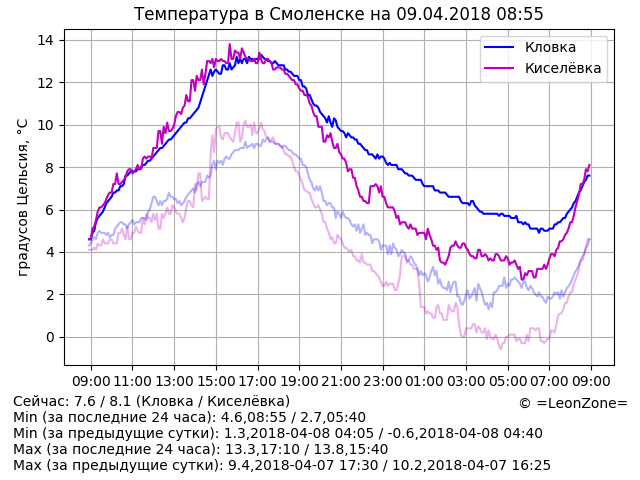 Температура в Смоленске на 09.04.2018 08:55
Кловка
Киселёвка
градусов Цельсия, °C
14
12
10
8
6
4
2
0
09:00 11:00 13:00 15:00 17:00 19:00 21:00 23:00 01:00 03:00 05:00 07:00 09:00
Сейчас: 7.6 / 8.1 (Кловка / Киселёвка)
© =LeonZone=
Min (за последние 24 часа): 4.6,08:55 / 2.7,05:40
Min (за предыдущие сутки): 1.3,2018-04-08 04:05 / -0.6,2018-04-08 04:40
Max (за последние 24 часа): 13.3,17:10 / 13.8,15:40
Max (за предыдущие сутки): 9.4,2018-04-07 17:30 / 10.2,2018-04-07 16:25